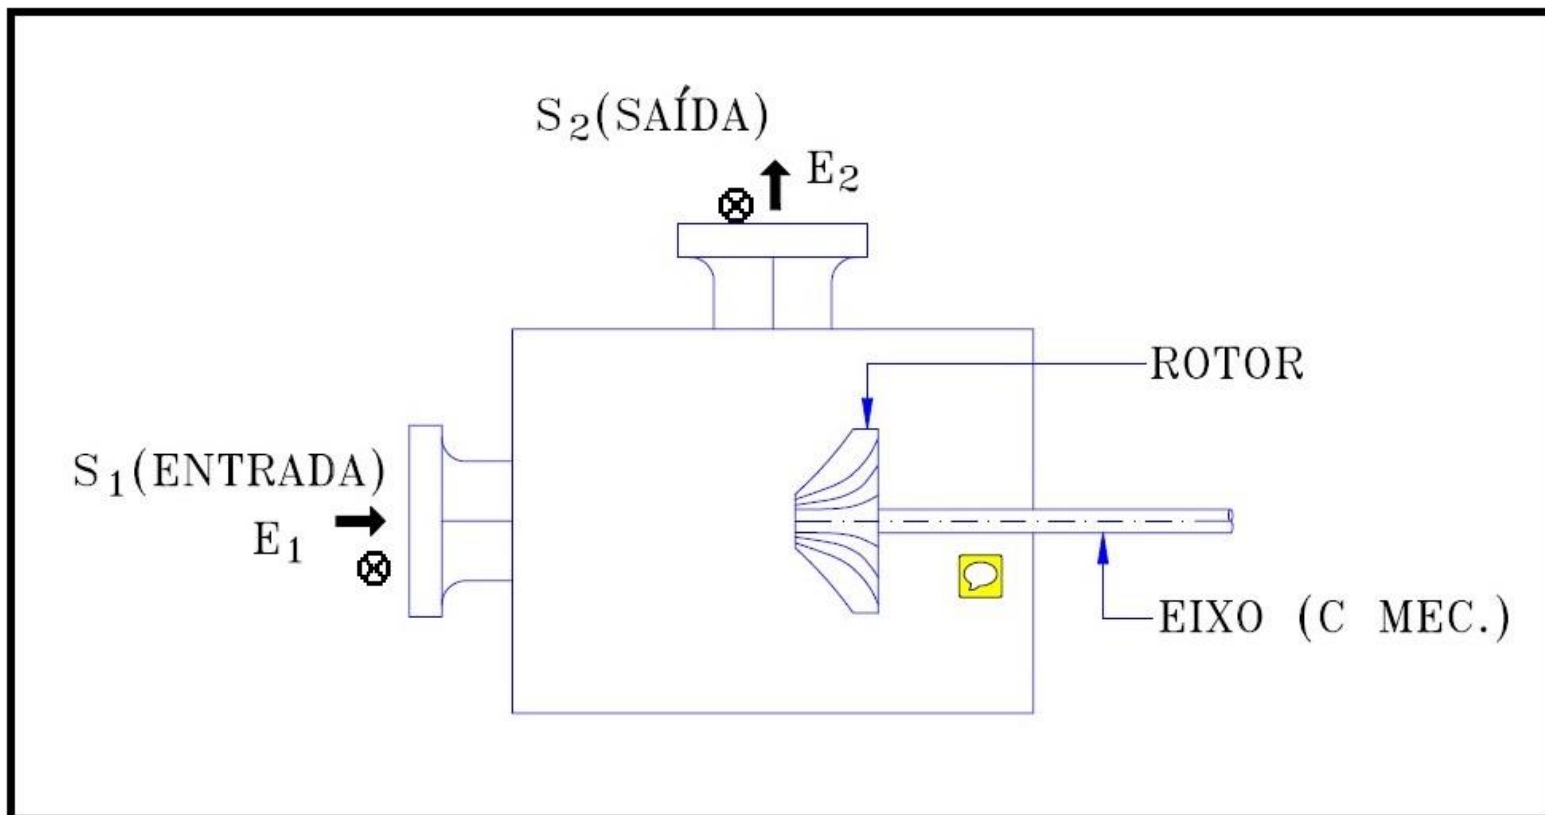 S₂(SAÍDA)
E₂
ROTOR
S₁(ENTRADA)
E₁
EIXO (C MEC.)